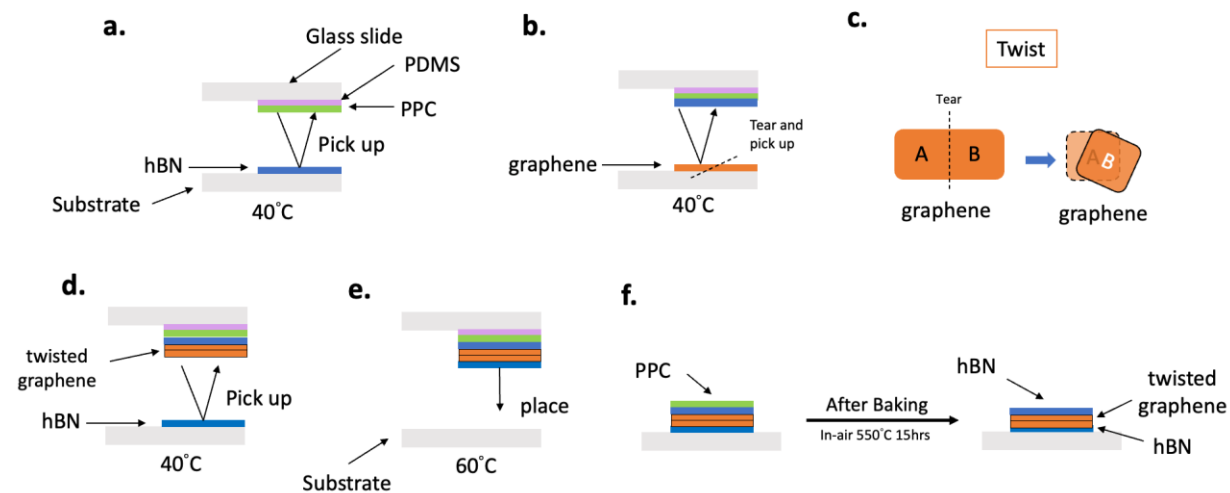 a.
Glass slide
PDMS
PPC
Pick up
hBN
Substrate
40°C
b.
Tear and
pick up
graphene
40°C
c.
Twist
Tear
A
B
A
B
graphene
graphene
d.
twisted
graphene
Pick up
hBN
40°C
e.
place
Substrate
60°C
f.
PPC
After Baking
In-air 550°C 15hrs
hBN
twisted
graphene
hBN